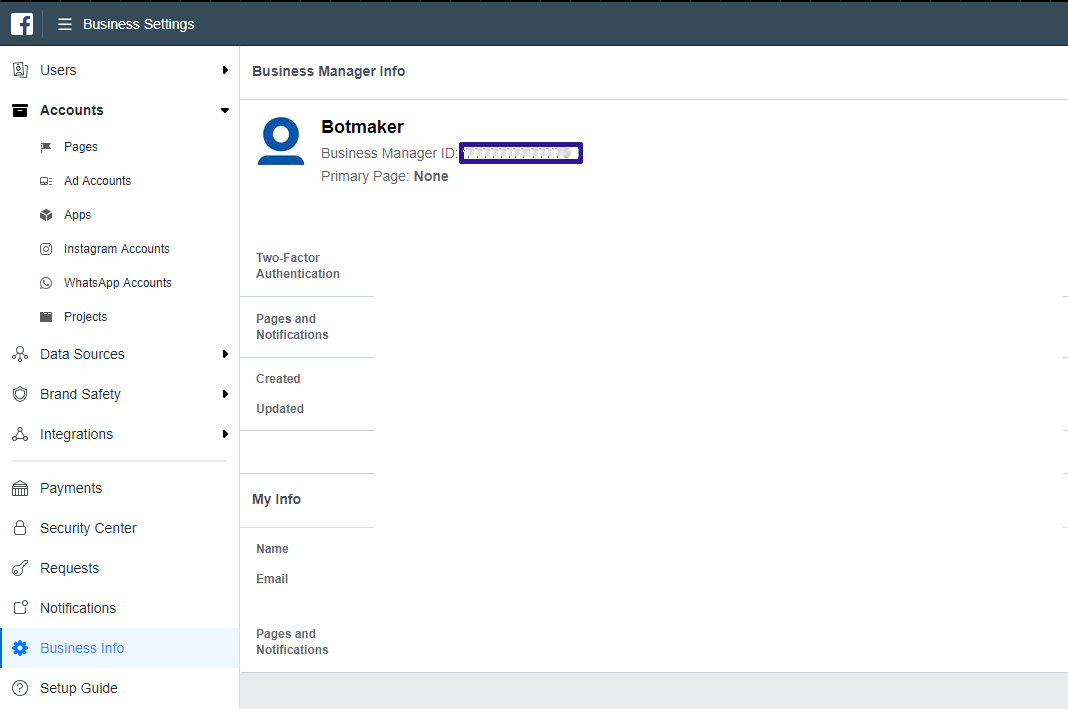 Business Settings
Users
Accounts
Pages
Ad Accounts
Apps
Instagram Accounts
WhatsApp Accounts
Projects
Data Sources
Brand Safety
Integrations
Payments
Security Center
Requests
Notifications
Business Info
Setup Guide
Business Manager Info
Botmaker
Business Manager ID:
Primary Page: None
Two-Factor
Authentication
Pages and
Notifications
Created
Updated
My Info
Name
Email
Pages and
Notifications